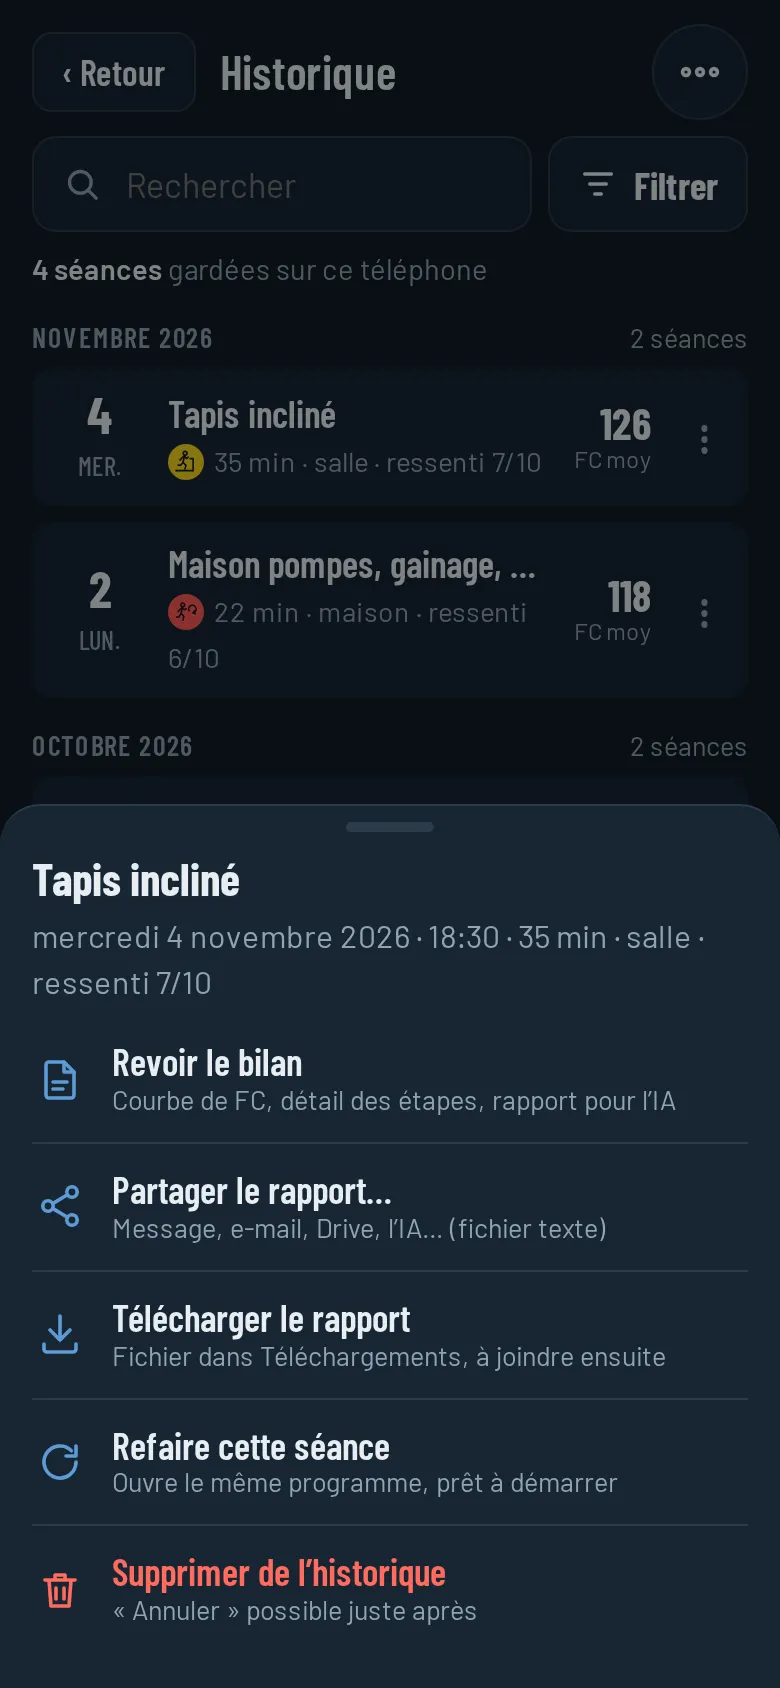 ‹ Retour
Historique
Rechercher
Filtrer
4 séances gardées sur ce téléphone
NOVEMBRE 2026
2 séances
4
MER.
Tapis incliné
35 min · salle · ressenti 7/10
126
FC moy
2
LUN.
Maison pompes, gainage, ...
22 min · maison · ressenti
6/10
118
FC moy
OCTOBRE 2026
2 séances
Tapis incliné
mercredi 4 novembre 2026 · 18:30 · 35 min · salle ·
ressenti 7/10
Revoir le bilan
Courbe de FC, détail des étapes, rapport pour l’IA
Partager le rapport…
Message, e-mail, Drive, l’IA… (fichier texte)
Télécharger le rapport
Fichier dans Téléchargements, à joindre ensuite
Refaire cette séance
Ouvre le même programme, prêt à démarrer
Supprimer de l’historique
« Annuler » possible juste après